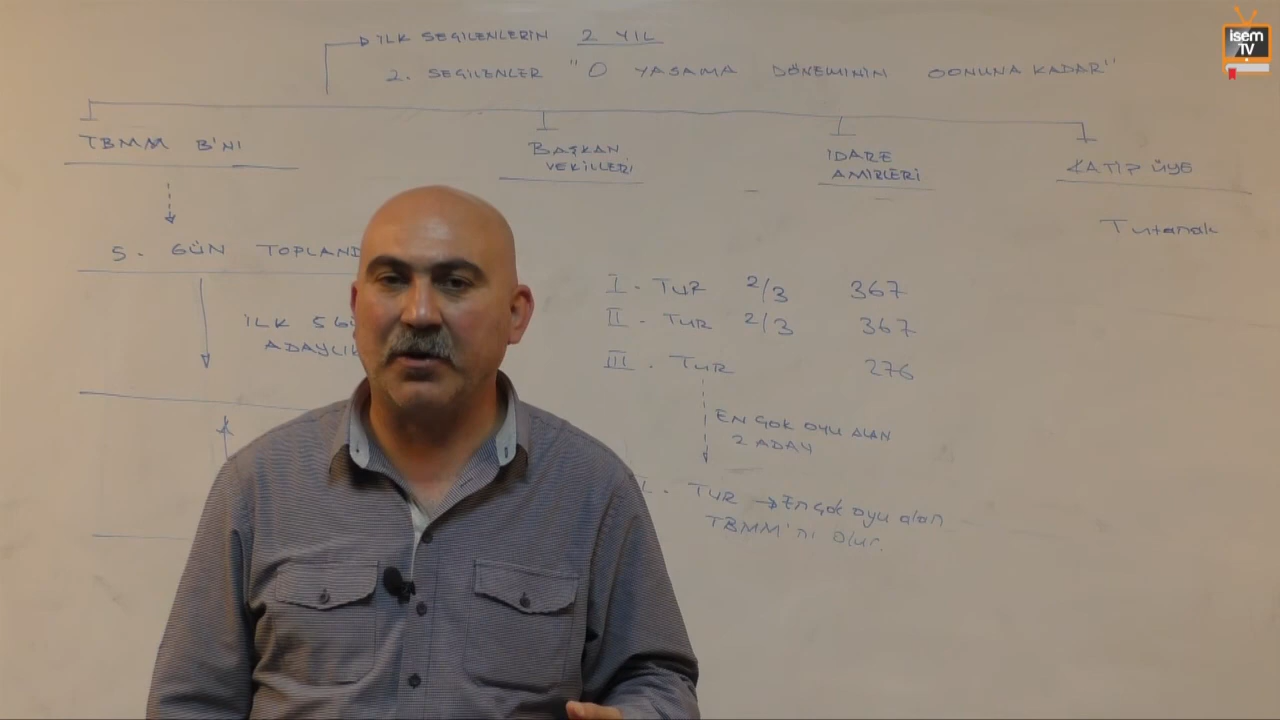 İLK SEÇİLENLERİN 2 YIL
2. SEÇİLENLER "O YASAMA DÖNEMİNİN SONUNA KADAR"
TBMM B'NI
BAŞKAN VEKİLLERİ
İDARE AMİRLERİ
KATİP ÜYE
Tutanak
5. GÜN TOPLAND
İLK 5 GÜ
ADAYLIK
I. TUR 2/3 367
II. TUR 2/3 367
III. TUR 276
EN ÇOK OYU ALAN
2 ADAY
TUR → En çok oyu alan
TBMM'nı olur.
isem
TV